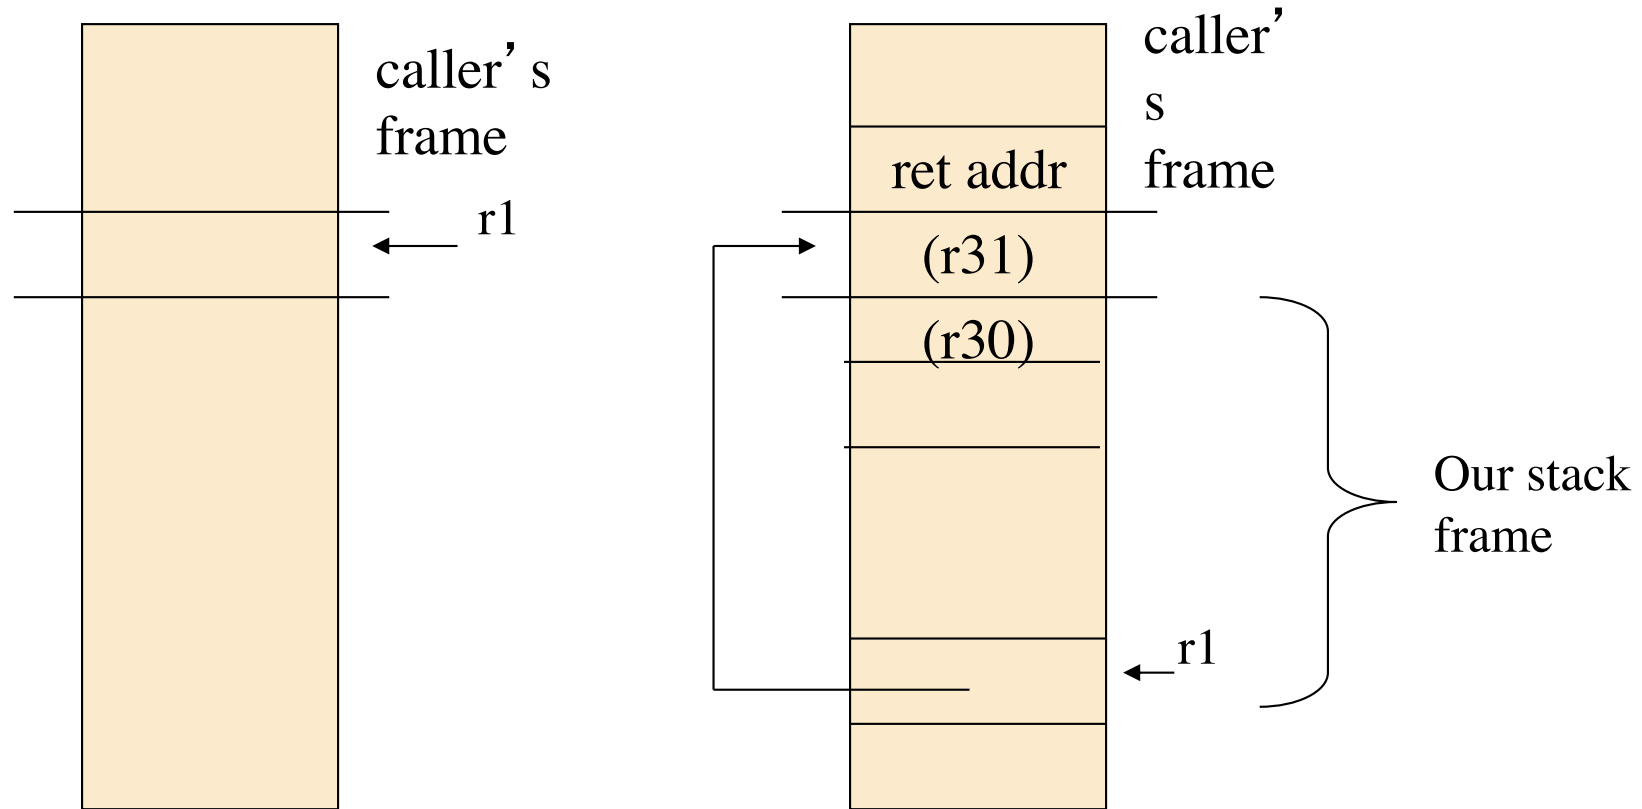 caller’s
frame
r1
caller’
s
frame
ret addr
(r31)
(r30)
Our stack
frame
r1